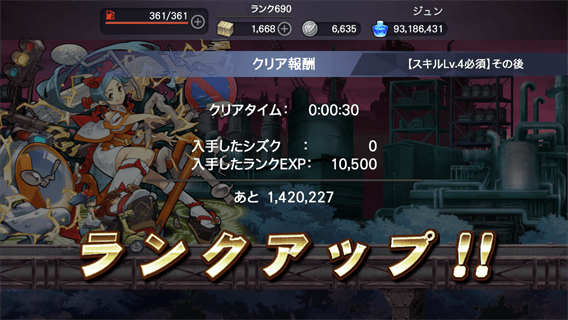 361/361
ランク690
1,668
6,635
ジュン
93,186,431
クリア報酬
【スキルLv.4必須】その後
クリアタイム： 0:00:30
入手したシズク ： 0
入手したランクEXP： 10,500
あと 1,420,227
ランクアップ!!